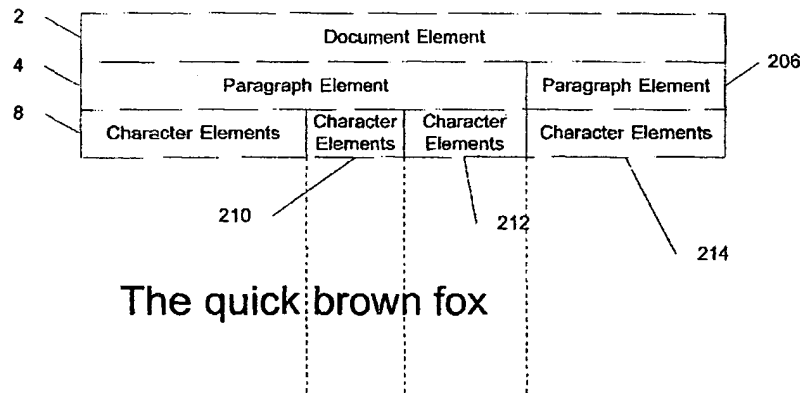 2
Document Element
4
Paragraph Element
Paragraph Element
206
8
Character Elements
Character
Elements
Character
Elements
Character Elements
210
212
214
The quick brown fox